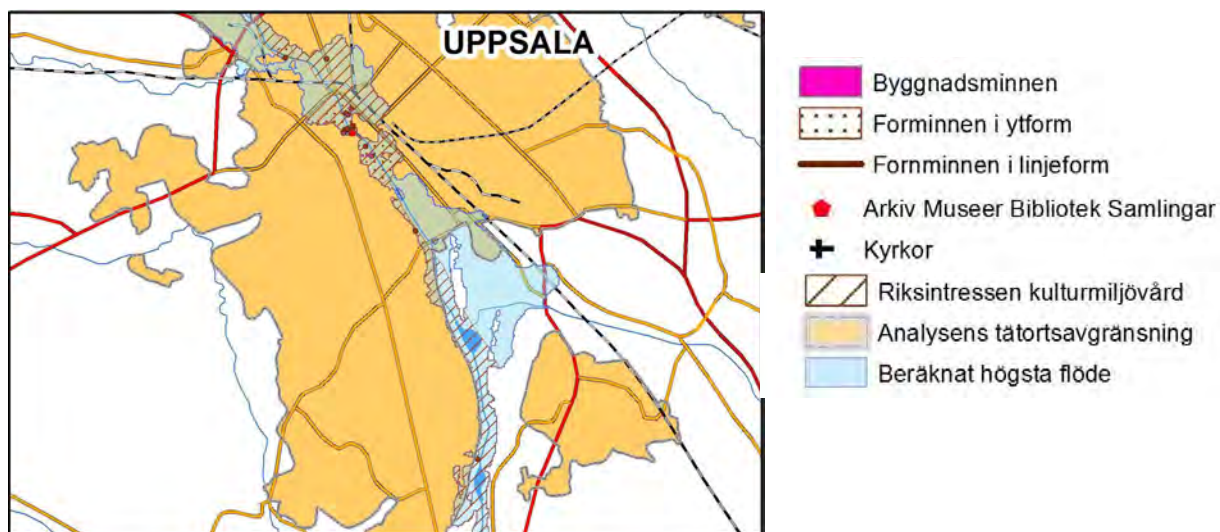 UPPSALA
Byggnadsminnen
Forminnen i ytform
Fornminnen i linjeform
Arkiv Museer Bibliotek Samlingar
Kyrkor
Riksintressen kulturmiljövård
Analysens tätortsavgränsning
Beräknat högsta flöde